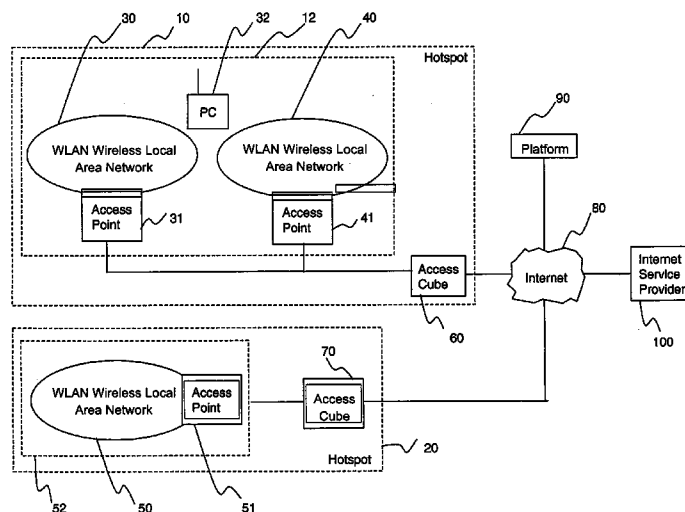 30
10
32
12
40
Hotspot
PC
WLAN Wireless Local
Area Network
WLAN Wireless Local
Area Network
Access
Point
31
Access
Point
41
Access
Cube
60
90
Platform
80
Internet
Internet
Service
Provider
100
WLAN Wireless Local
Area Network
Access
Point
70
Access
Cube
Hotspot
20
52
50
51